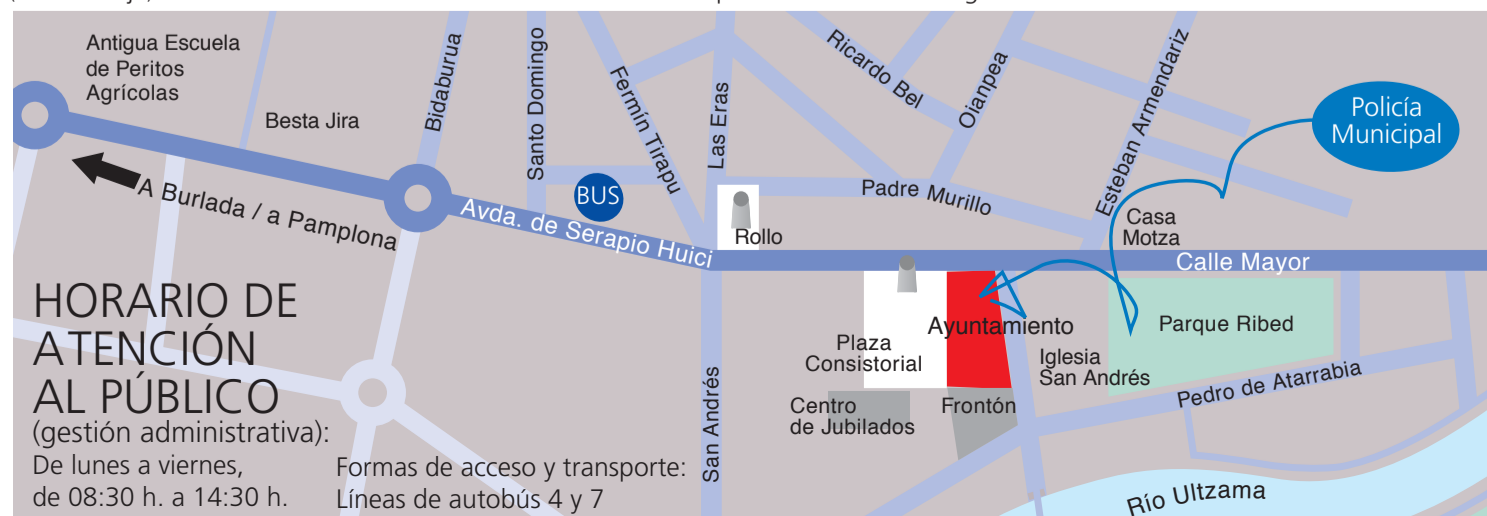 Antigua Escuela
de Peritos
Agrícolas
Besta Jira
Bidaburua
Santo Domingo
Fermín Tirapu
Las Eras
Ricardo Bel
Oianpea
Esteban Armendariz
Policía
Municipal
BUS
A Burlada / a Pamplona
Avda. de Serapio Huici
Rollo
Padre Murillo
Casa
Motza
Calle Mayor
HORARIO DE
ATENCIÓN
AL PÚBLICO
(gestión administrativa):
De lunes a viernes,
de 08:30 h. a 14:30 h.
Formas de acceso y transporte:
Líneas de autobús 4 y 7
San Andrés
Plaza
Consistorial
Ayuntamiento
Iglesia
San Andrés
Parque Ribed
Centro
de Jubilados
Frontón
Pedro de Atarrabia
Río Ultzama